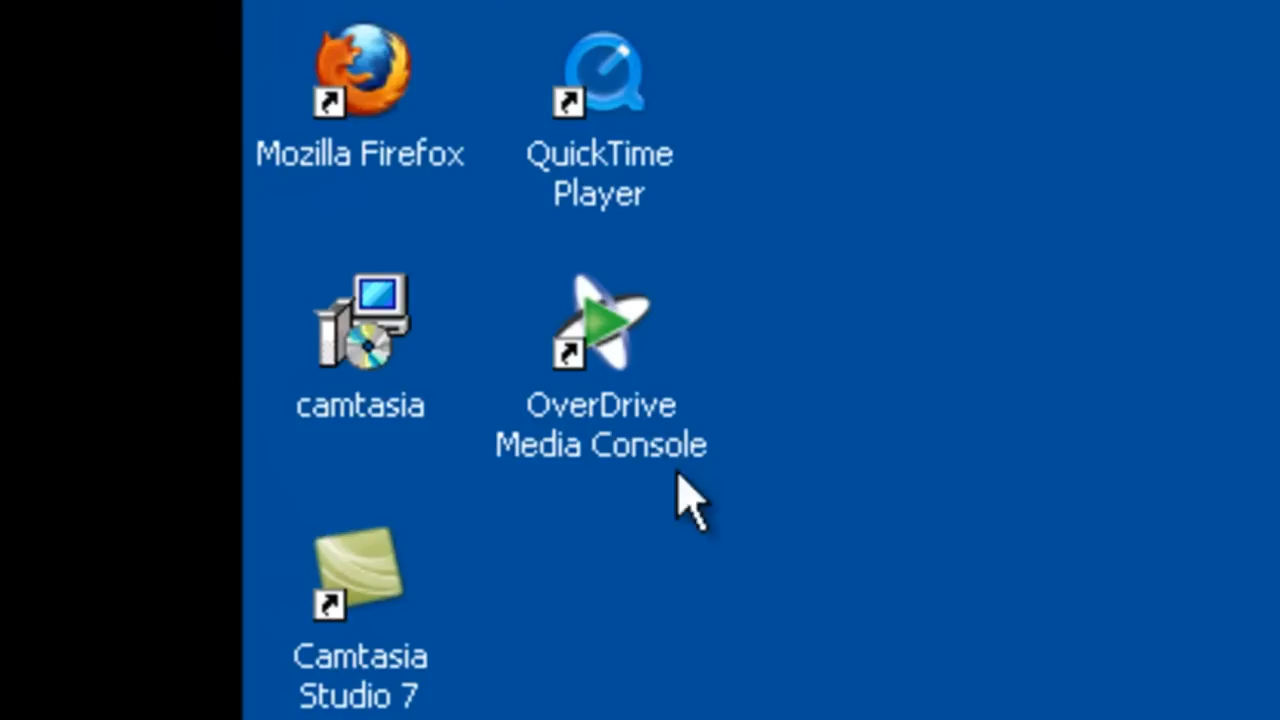 Mozilla Firefox
QuickTime
Player
camtasia
OverDrive
Media Console
Camtasia
Studio 7